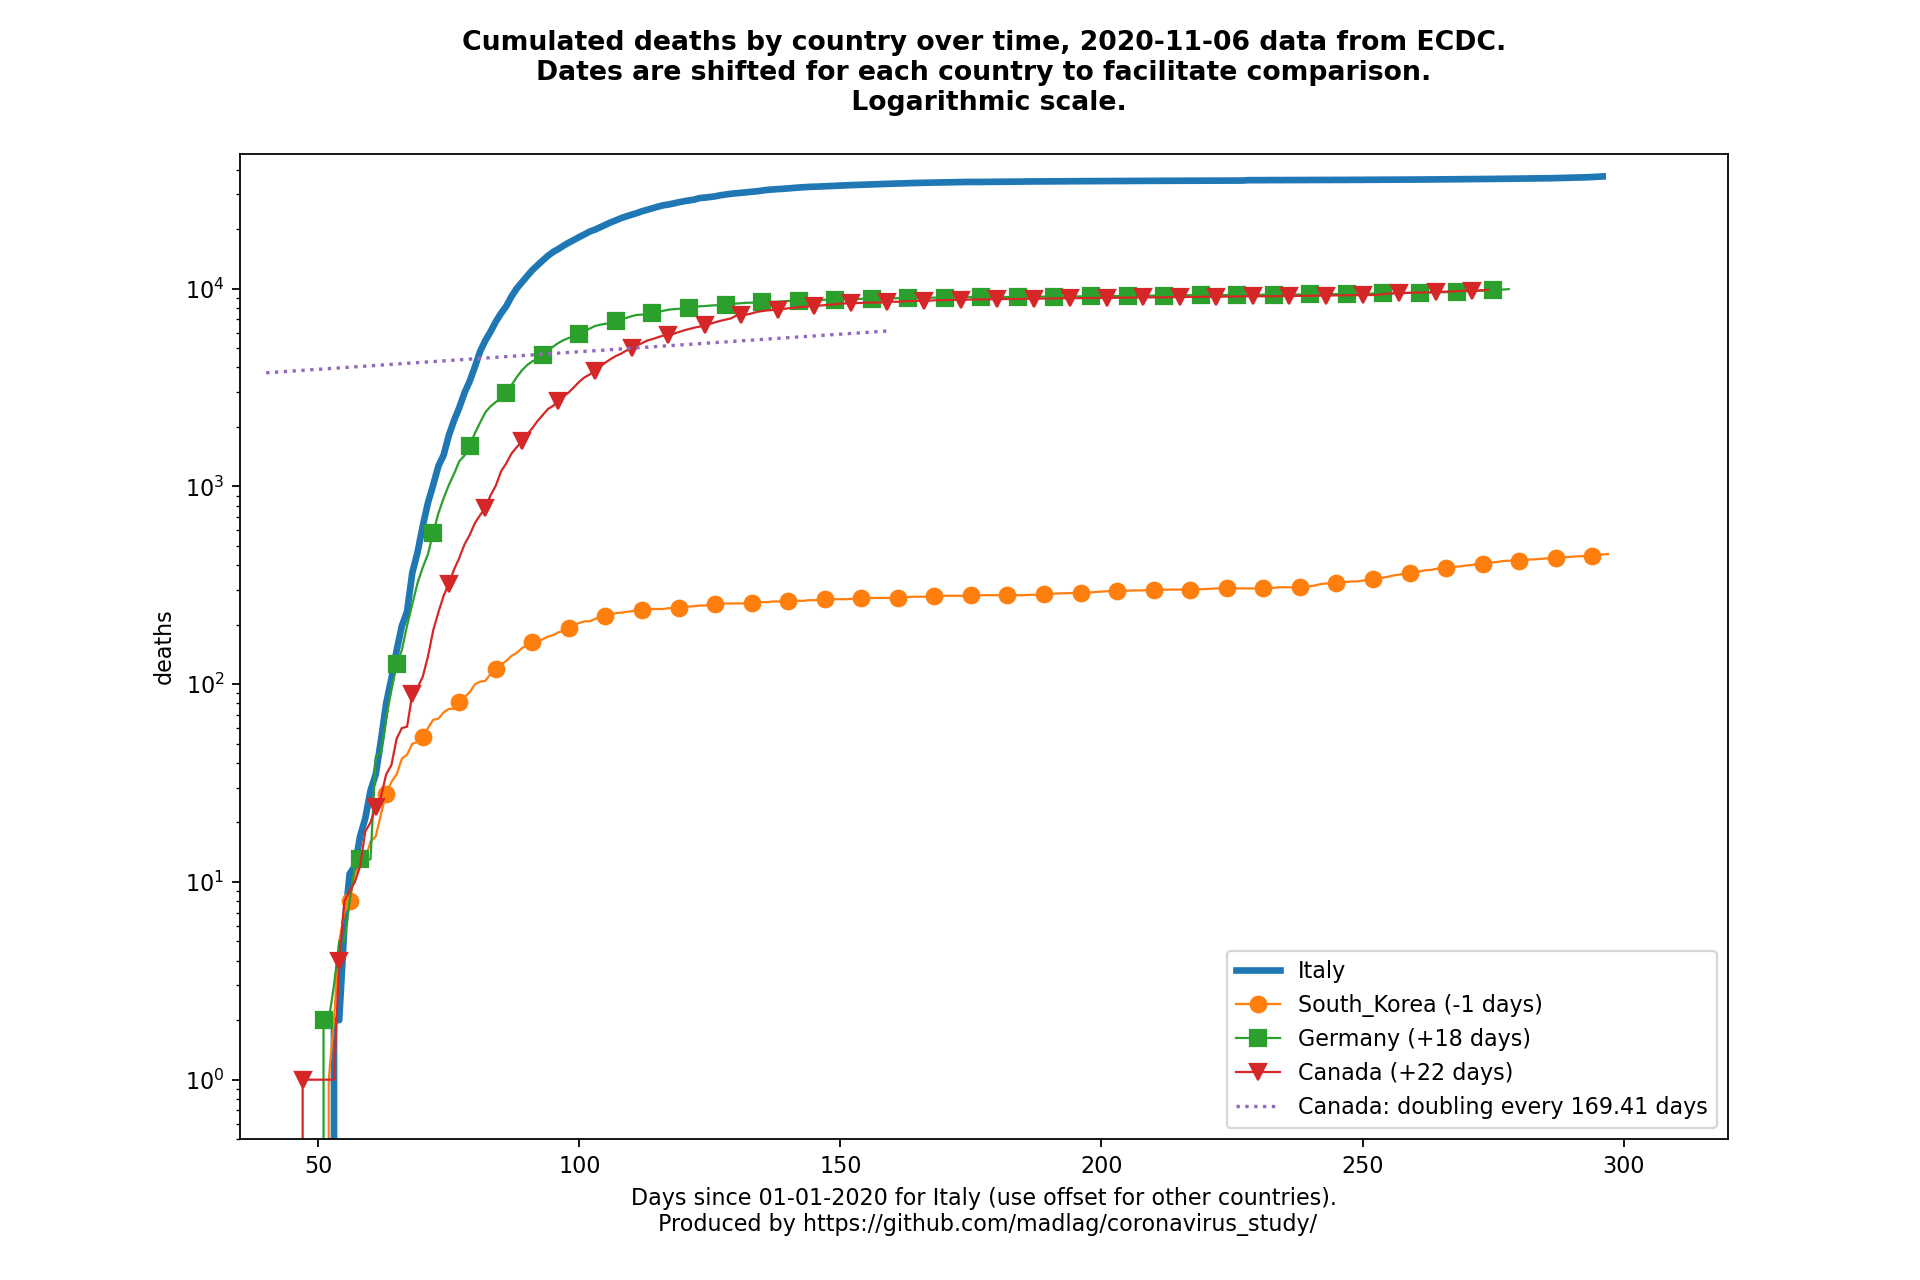 Cumulated deaths by country over time, 2020-11-06 data from ECDC.
Dates are shifted for each country to facilitate comparison.
Logarithmic scale.
deaths
10⁴
10³
10²
10¹
10⁰
50 100 150 200 250 300
Italy
South_Korea (-1 days)
Germany (+18 days)
Canada (+22 days)
Canada: doubling every 169.41 days
Days since 01-01-2020 for Italy (use offset for other countries).
Produced by https://github.com/madlag/coronavirus_study/